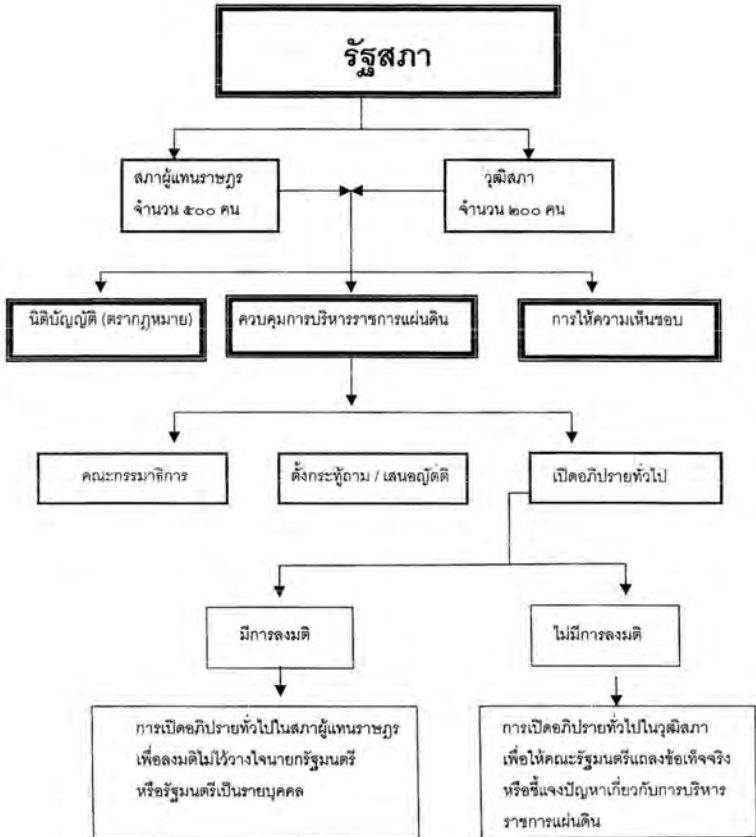 รัฐสภา
สภาผู้แทนราษฎร
จำนวน ๕๐๐ คน
วุฒิสภา
จำนวน ๒๐๐ คน
นิติบัญญัติ (ตรากฎหมาย)
ควบคุมการบริหารราชการแผ่นดิน
การให้ความเห็นชอบ
คณะกรรมาธิการ
ตั้งกระทู้ถาม / เสนอญัตติ
เปิดอภิปรายทั่วไป
มีการลงมติ
ไม่มีการลงมติ
การเปิดอภิปรายทั่วไปในสภาผู้แทนราษฎร
เพื่อลงมติไม่ไว้วางใจนายกรัฐมนตรี
หรือรัฐมนตรีเป็นรายบุคคล
การเปิดอภิปรายทั่วไปในวุฒิสภา
เพื่อให้คณะรัฐมนตรีแถลงข้อเท็จจริง
หรือชี้แจงปัญหาเกี่ยวกับการบริหาร
ราชการแผ่นดิน